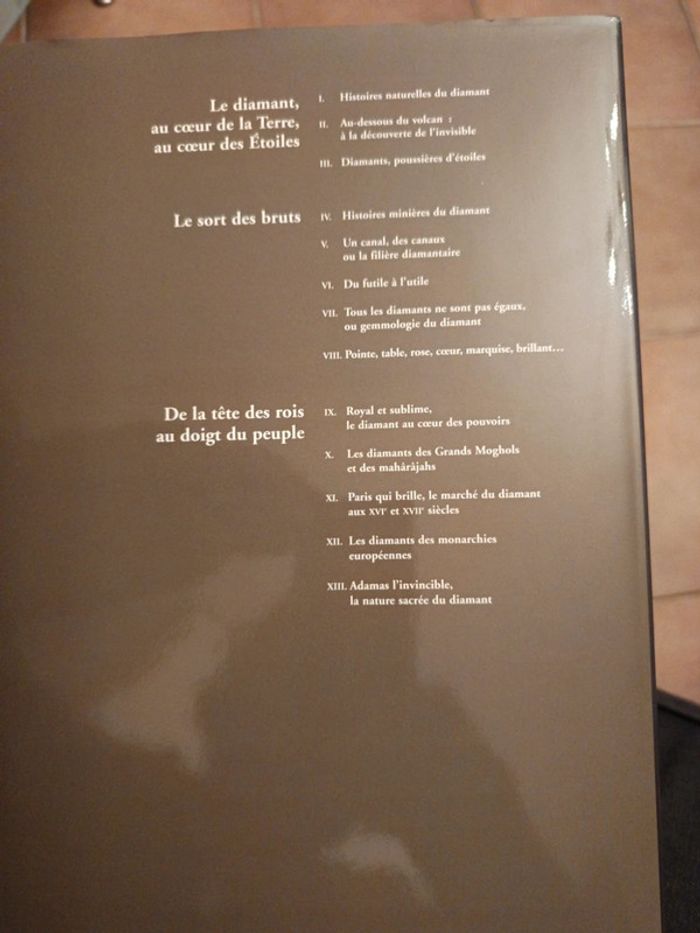 Le diamant,
au cœur de la Terre,
au cœur des Étoiles
I. Histoires naturelles du diamant
II. Au-dessous du volcan :
à la découverte de l'invisible
III. Diamants, poussières d'étoiles
Le sort des bruts
IV. Histoires minières du diamant
V. Un canal, des canaux
ou la filière diamantaire
VI. Du futile à l'utile
VII. Tous les diamants ne sont pas égaux,
ou gemmologie du diamant
VIII. Pointe, table, rose, cœur, marquise, brillant…
De la tête des rois
au doigt du peuple
IX. Royal et sublime,
le diamant au cœur des pouvoirs
X. Les diamants des Grands Moghols
et des mahârâjahs
XI. Paris qui brille, le marché du diamant
aux XVIe et XVIIe siècles
XII. Les diamants des monarchies
européennes
XIII. Adamas l'invincible,
la nature sacrée du diamant